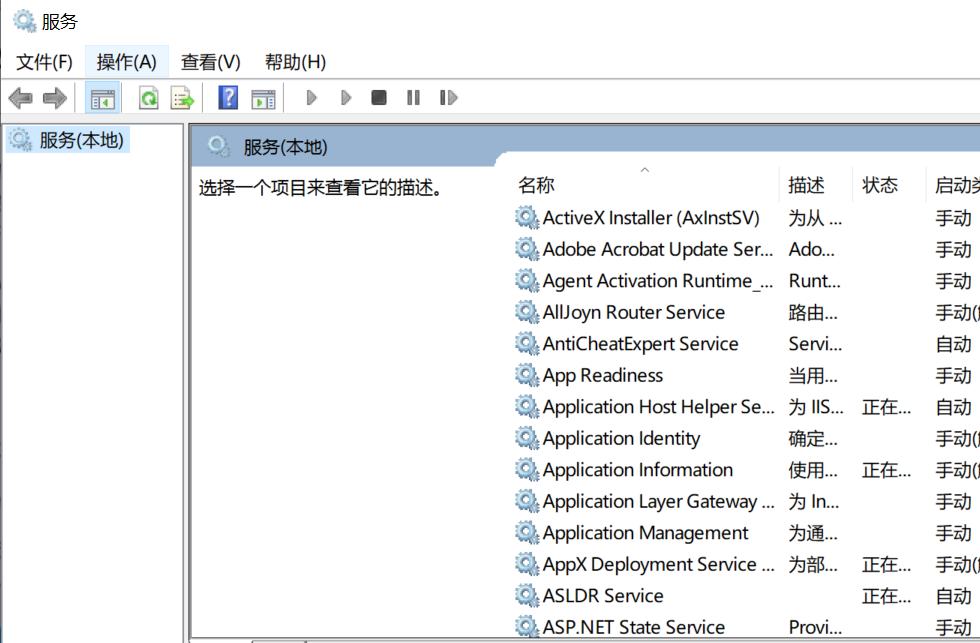 服务
文件(F) 操作(A) 查看(V) 帮助(H)
服务(本地)
服务(本地)
选择一个项目来查看它的描述。
名称 描述 状态 启动类
ActiveX Installer (AxInstSV) 为从 ... 手动
Adobe Acrobat Update Ser... Ado... 手动
Agent Activation Runtime_... Runt... 手动
AllJoyn Router Service 路由... 手动(
AntiCheatExpert Service Servi... 自动
App Readiness 当用... 手动
Application Host Helper Se... 为 IIS... 正在... 自动
Application Identity 确定... 手动(
Application Information 使用... 正在... 手动(
Application Layer Gateway ... 为 In... 手动
Application Management 为通... 手动
AppX Deployment Service ... 为部... 正在... 手动(
ASLDR Service 正在... 自动
ASP.NET State Service Provi... 手动